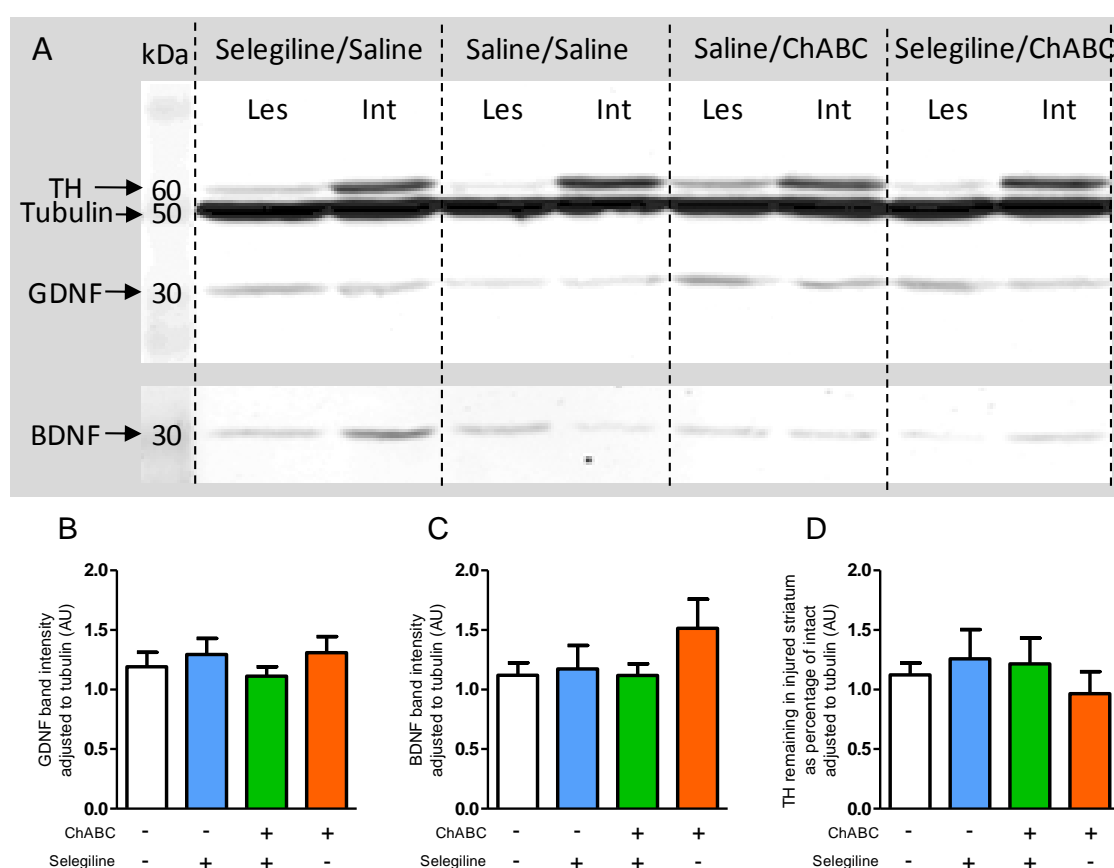 A
kDa Selegiline/Saline Saline/Saline Saline/ChABC Selegiline/ChABC
Les Int Les Int Les Int Les Int
TH 60
Tubulin 50
GDNF 30
BDNF 30
B
GDNF band intensity
adjusted to tubulin (AU)
2.0
1.5
1.0
0.5
0.0
ChABC - - + +
Selegiline - + + -
C
BDNF band intensity
adjusted to tubulin (AU)
2.0
1.5
1.0
0.5
0.0
ChABC - - + +
Selegiline - + + -
D
TH remaining in injured striatum
as percentage of intact
adjusted to tubulin (AU)
2.0
1.5
1.0
0.5
0.0
ChABC - - + +
Selegiline - + + -